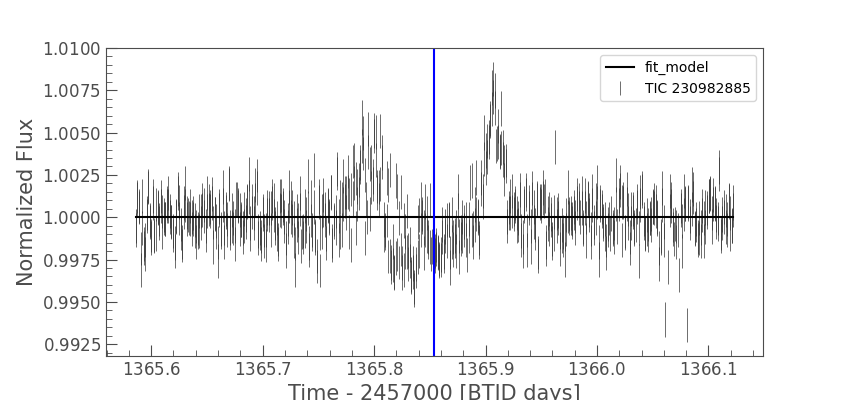 1.0100
1.0075
1.0050
1.0025
1.0000
0.9975
0.9950
0.9925
Normalized Flux
fit_model
TIC 230982885
1365.6 1365.7 1365.8 1365.9 1366.0 1366.1
Time - 2457000 [BTJD days]